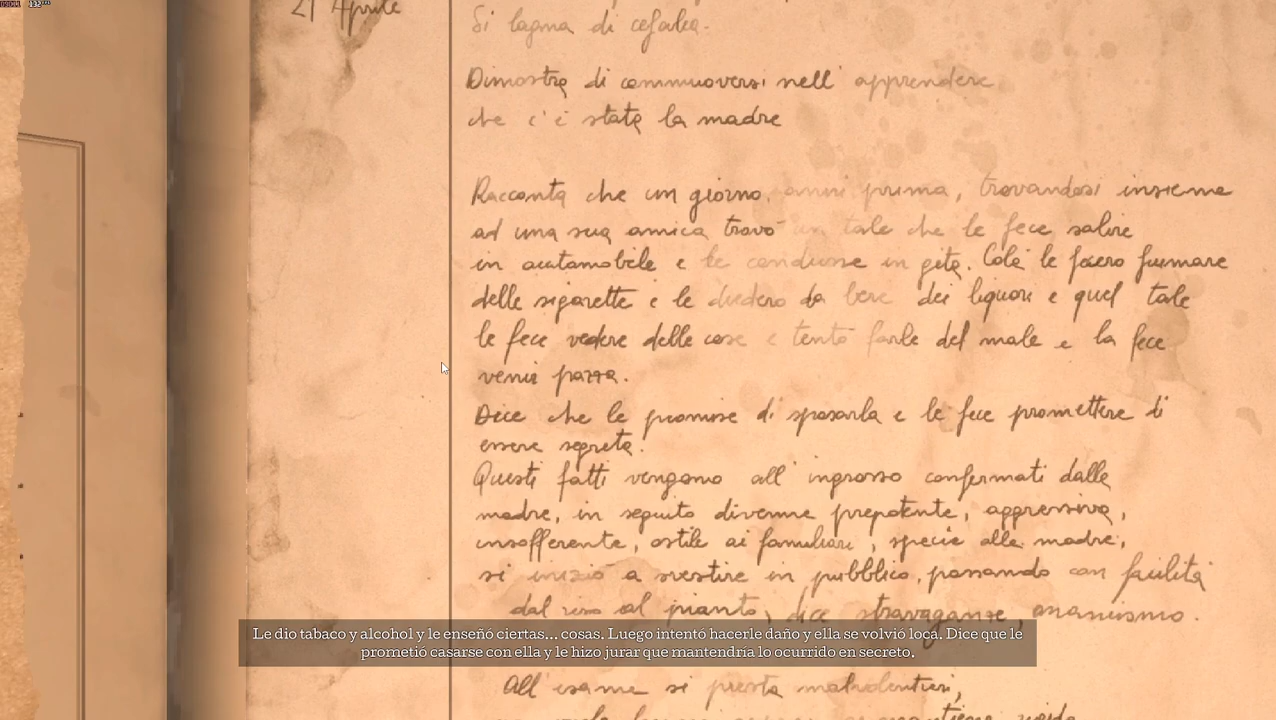 132
21 Aprile
Si lagna di cefalea.
Dimostra di commuoversi nell' apprendere
che c'è stata la madre
Racconta che un giorno, anni prima, trovandosi insieme
ad una sua amica trovò un tale che le fece salire
in automobile e le condusse in gita. Colà le fecero fumare
delle sigarette e le diedero da bere dei liquori e quel tale
le fece vedere delle cose e tentò farle del male e la fece
venir pazza.
Dice che le promise di sposarla e le fece promettere di
essere segreta.
Questi fatti vengono all' ingrosso confermati dalla
madre, in seguito divenne prepotente, aggressiva,
insofferente, ostile ai familiari, specie alla madre,
si iniziò a svestire in pubblico, passando con facilità
dal riso al pianto, dice stravaganze, onanismo.
Le dio tabaco y alcohol y le enseñó ciertas... cosas. Luego intentó hacerle daño y ella se volvió loca. Dice que le
prometió casarse con ella y le hizo jurar que mantendría lo ocurrido en secreto.
All' esame si presta malvolentieri,
rigida